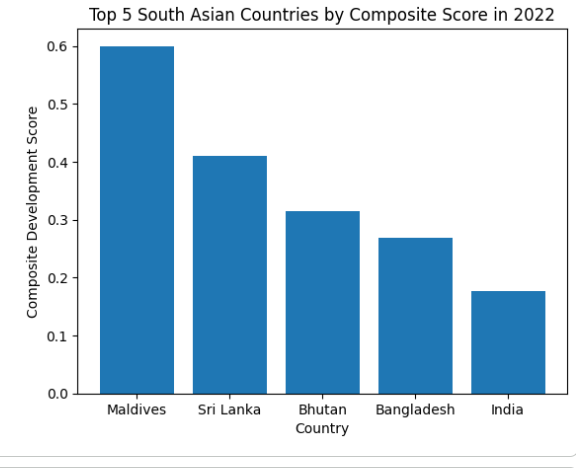 Top 5 South Asian Countries by Composite Score in 2022
Composite Development Score
0.6
0.5
0.4
0.3
0.2
0.1
0.0
Maldives Sri Lanka Bhutan Bangladesh India
Country